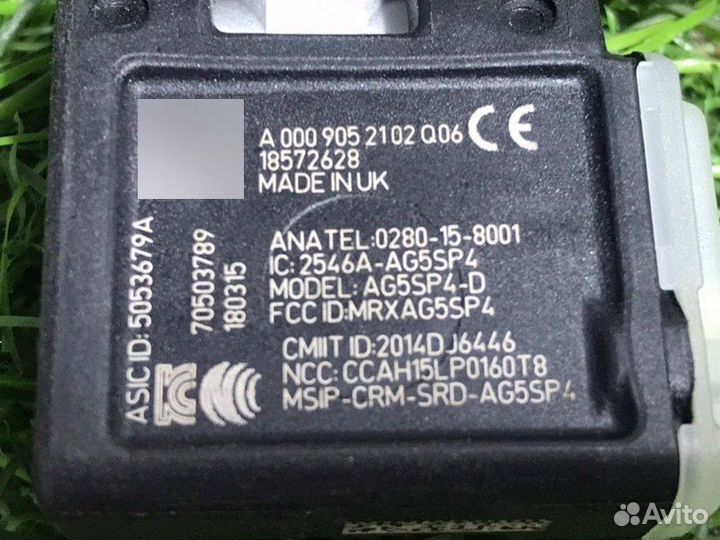 A 000 905 2102 Q06
CE
18572628
MADE IN UK
ASIC ID: 5053679A
70503789
180315
ANATEL:0280-15-8001
IC: 2546A-AG5SP4
MODEL: AG5SP4-D
FCC ID:MRXAG5SP4
CMIIT ID:2014DJ6446
NCC: CCAH15LP0160T8
MSIP-CRM-SRD-AG5SP4
Avito